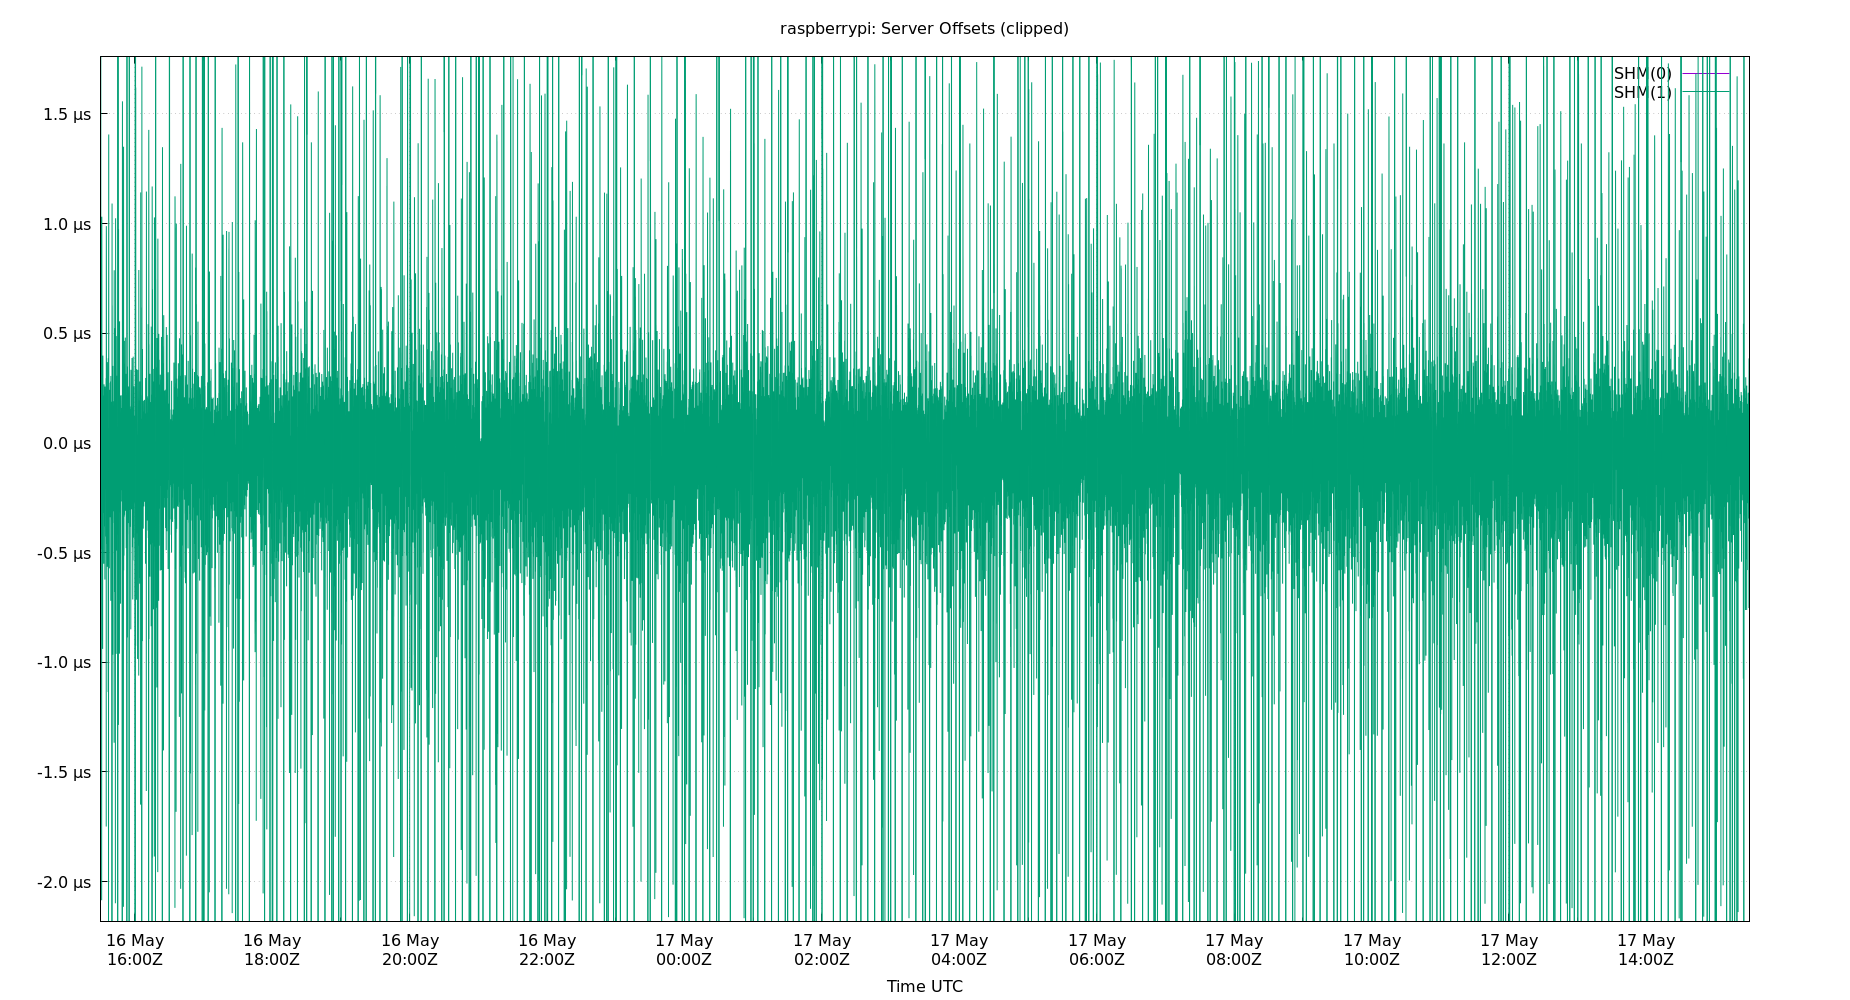 raspberrypi: Server Offsets (clipped)
SHM(0)
SHM(1)
1.5 µs
1.0 µs
0.5 µs
0.0 µs
-0.5 µs
-1.0 µs
-1.5 µs
-2.0 µs
16 May 16 May 16 May 16 May 17 May 17 May 17 May 17 May 17 May 17 May 17 May 17 May
16:00Z 18:00Z 20:00Z 22:00Z 00:00Z 02:00Z 04:00Z 06:00Z 08:00Z 10:00Z 12:00Z 14:00Z
Time UTC